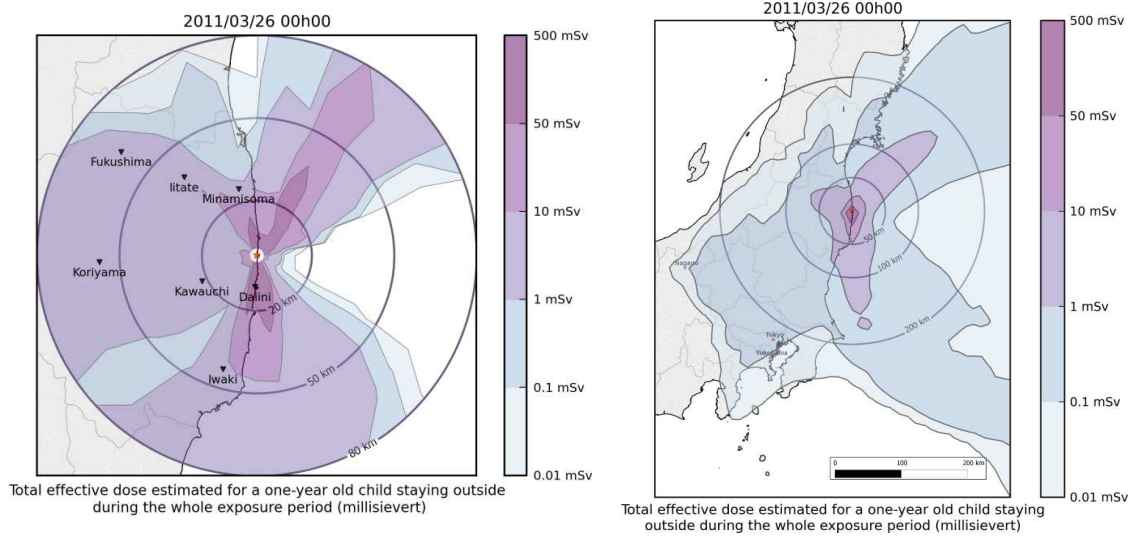 2011/03/26 00h00
500 mSv
50 mSv
10 mSv
1 mSv
0.1 mSv
0.01 mSv
Fukushima
Iitate
Minamisoma
Koriyama
Kawauchi
Daiini
20 km
Iwaki
50 km
80 km
Total effective dose estimated for a one-year old child staying outside
during the whole exposure period (millisievert)
2011/03/26 00h00
500 mSv
50 mSv
10 mSv
1 mSv
0.1 mSv
0.01 mSv
50 km
100 km
Nagano
200 km
Tokyo
Yokohama
0 100 200 km
Total effective dose estimated for a one-year old child staying
outside during the whole exposure period (millisievert)